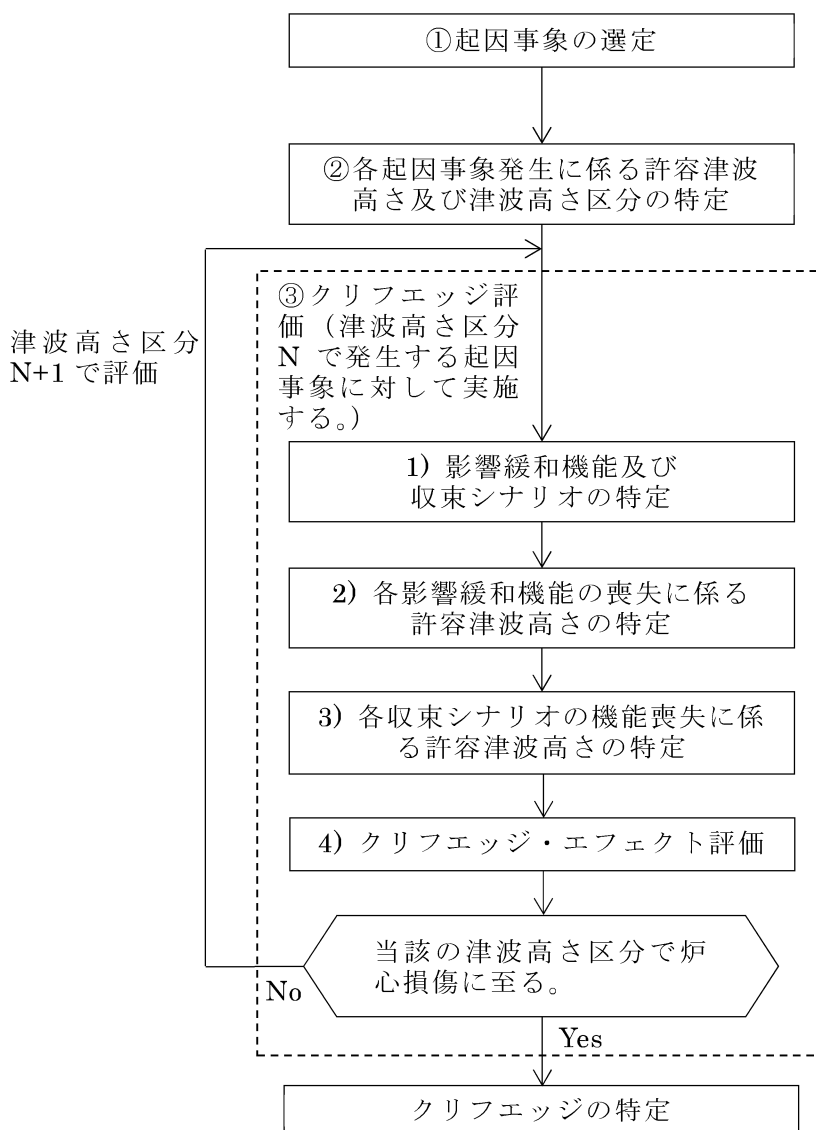 ①起因事象の選定
②各起因事象発生に係る許容津波
高さ及び津波高さ区分の特定
③クリフエッジ評
価（津波高さ区分
N で発生する起因
事象に対して実施
する。）
津波高さ区分
N+1 で評価
1) 影響緩和機能及び
収束シナリオの特定
2) 各影響緩和機能の喪失に係る
許容津波高さの特定
3) 各収束シナリオの機能喪失に係
る許容津波高さの特定
4) クリフエッジ・エフェクト評価
当該の津波高さ区分で炉
心損傷に至る。
No
Yes
クリフエッジの特定